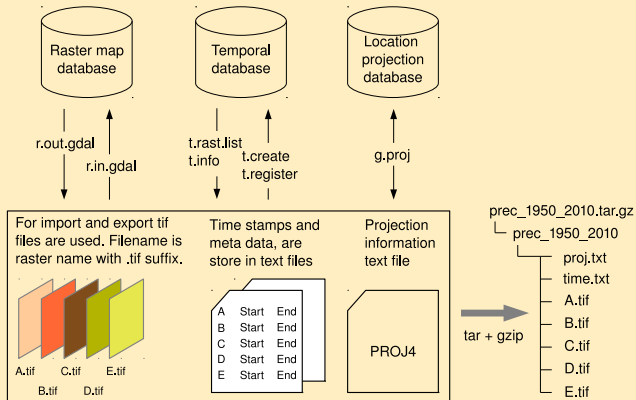 Raster map
database
Temporal
database
Location
projection
database
r.out.gdal
r.in.gdal
t.rast.list
t.info
t.create
t.register
g.proj
For import and export tif
files are used. Filename is
raster name with .tif suffix.
A.tif
B.tif
C.tif
D.tif
E.tif
Time stamps and
meta data, are
store in text files
A Start End
B Start End
C Start End
D Start End
E Start End
Projection
information
text file
PROJ4
tar + gzip
prec_1950_2010.tar.gz
prec_1950_2010
proj.txt
time.txt
A.tif
B.tif
C.tif
D.tif
E.tif